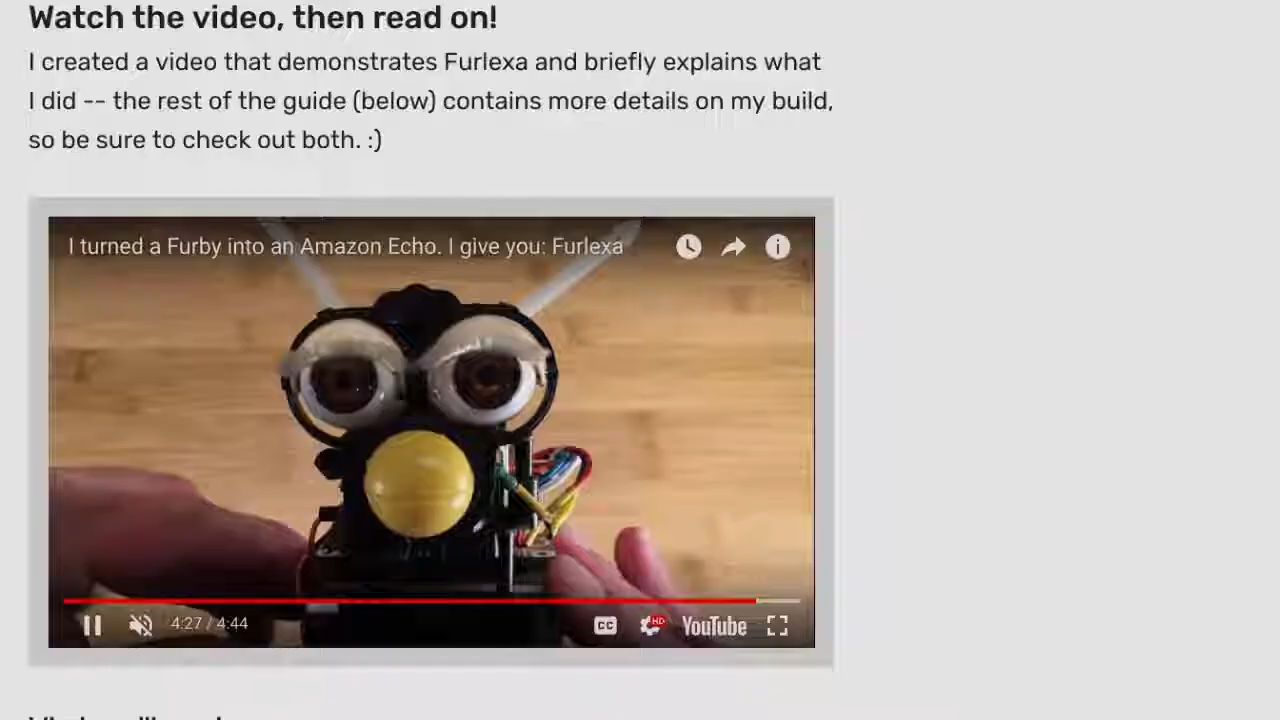 Watch the video, then read on!
I created a video that demonstrates Furlexa and briefly explains what
I did -- the rest of the guide (below) contains more details on my build,
so be sure to check out both. :)
I turned a Furby into an Amazon Echo. I give you: Furlexa
4:27 / 4:44
CC
HD
YouTube